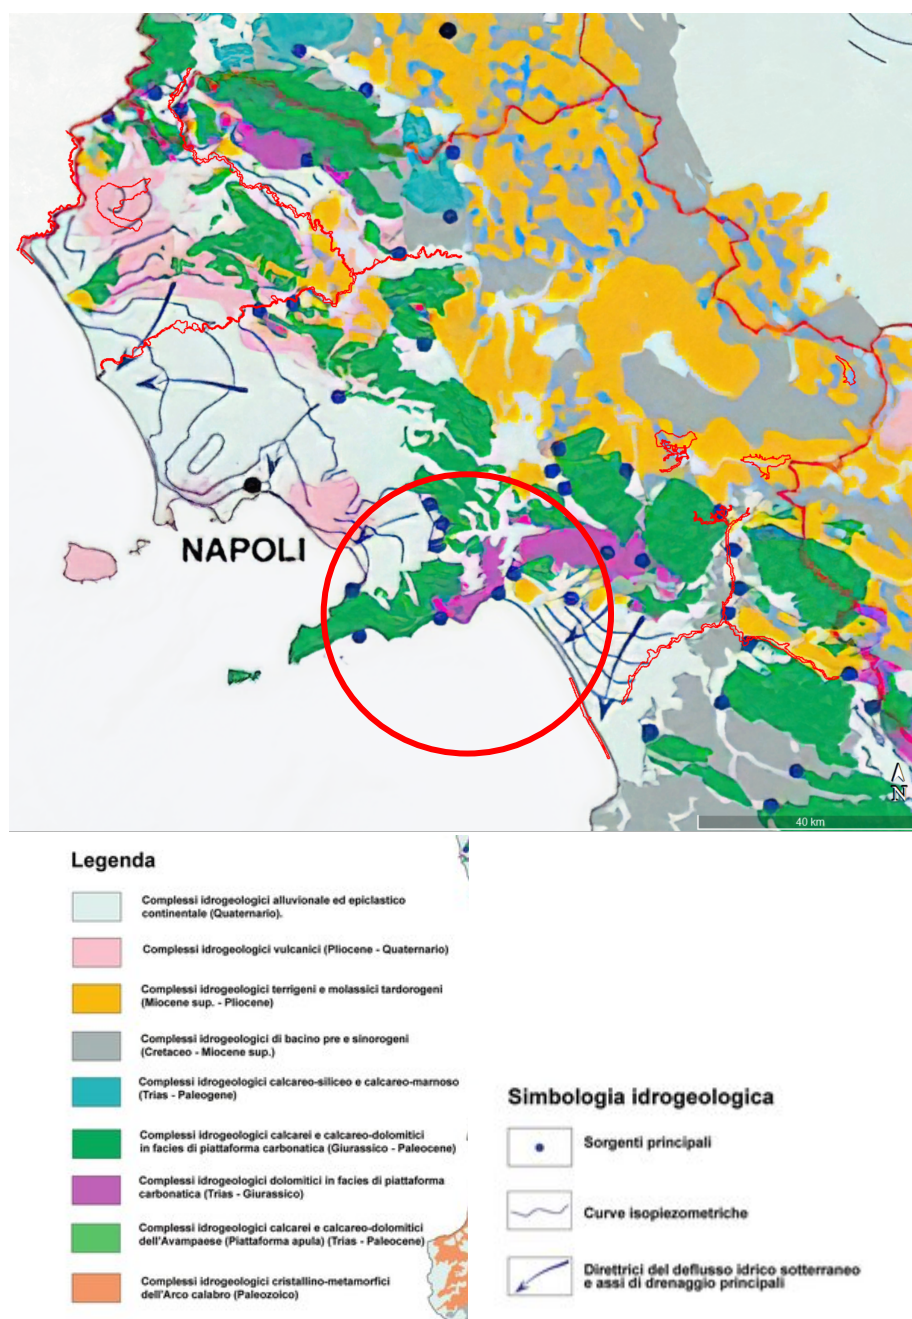 NAPOLI
N
40 km
Legenda
Complessi idrogeologici alluvionale ed epiclastico
continentale (Quaternario).
Complessi idrogeologici vulcanici (Pliocene - Quaternario)
Complessi idrogeologici terrigeni e molassici tardorogeni
(Miocene sup. - Pliocene)
Complessi idrogeologici di bacino pre e sinorogeni
(Cretaceo - Miocene sup.)
Complessi idrogeologici calcareo-siliceo e calcareo-marnoso
(Trias - Paleogene)
Complessi idrogeologici calcarei e calcareo-dolomitici
in facies di piattaforma carbonatica (Giurassico - Paleocene)
Complessi idrogeologici dolomitici in facies di piattaforma
carbonatica (Trias - Giurassico)
Complessi idrogeologici calcarei e calcareo-dolomitici
dell'Avampaese (Piattaforma apula) (Trias - Paleocene)
Complessi idrogeologici cristallino-metamorfici
dell'Arco calabro (Paleozoico)
Simbologia idrogeologica
Sorgenti principali
Curve isopiezometriche
Direttrici del deflusso idrico sotterraneo
e assi di drenaggio principali